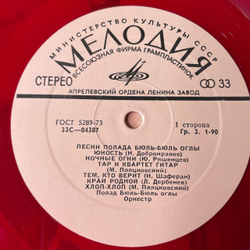 МИНИСТЕРСТВО КУЛЬТУРЫ СССР
МЕЛОДИЯ
ВСЕСОЮЗНАЯ ФИРМА ГРАМПЛАСТИНОК
СТЕРЕО
33
АПРЕЛЕВСКИЙ ОРДЕНА ЛЕНИНА ЗАВОД
ГОСТ 5289-73
33С—04387
1 сторона
Гр. 3. 1-90
ПЕСНИ ПОЛАДА БЮЛЬ-БЮЛЬ ОГЛЫ
ЮНОСТЬ (Н. Добронравов)
НОЧНЫЕ ОГНИ (Ю. Ряшенцев)
ТАР И КВАРТЕТ ГИТАР
(М. Пляцковский)
ТЕМ, КТО ВЕРИТ (И. Шаферан)
КРАЙ РОДНОЙ (Л. Дербенев)
ХЛОП-ХЛОП (М. Пляцковский)
Полад Бюль-Бюль оглы
Оркестр